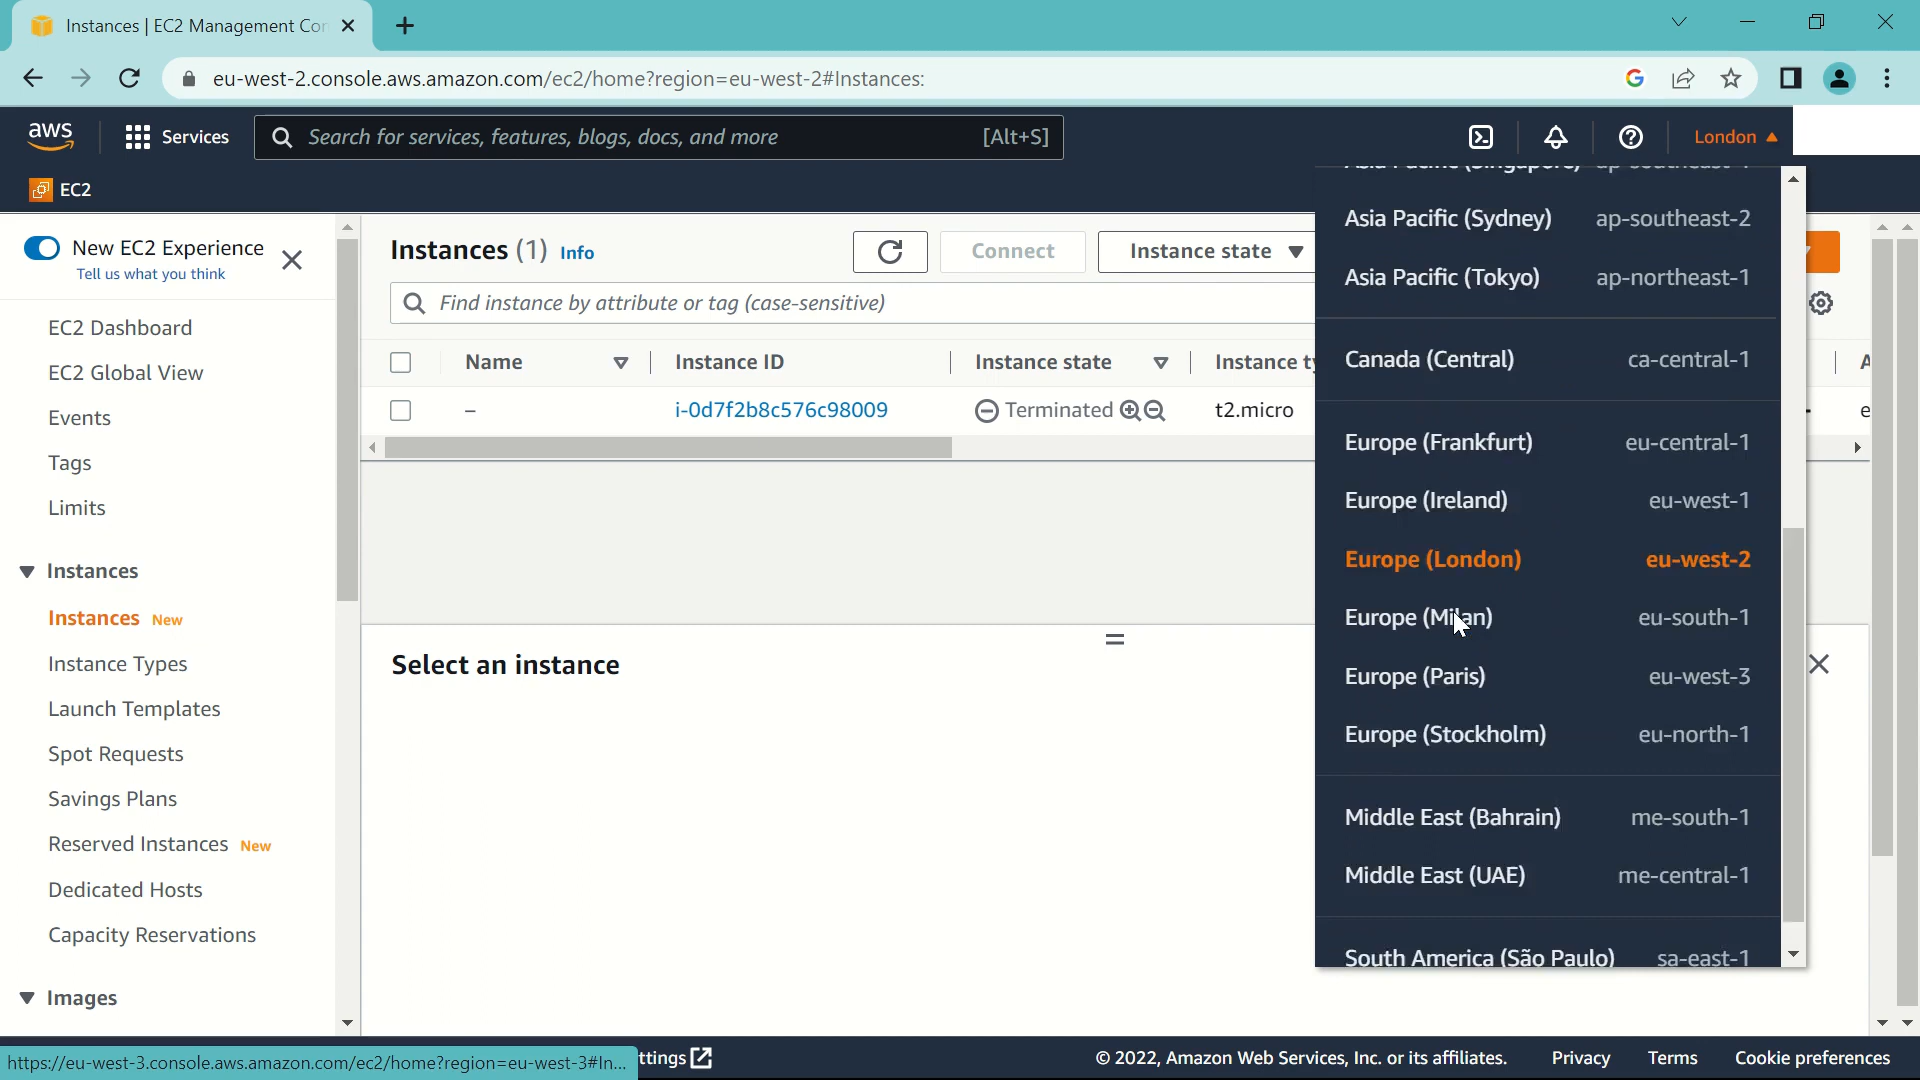 Instances | EC2 Management Cor
eu-west-2.console.aws.amazon.com/ec2/home?region=eu-west-2#Instances:
aws
Services
Search for services, features, blogs, docs, and more
[Alt+S]
London
EC2
New EC2 Experience
Tell us what you think
EC2 Dashboard
EC2 Global View
Events
Tags
Limits
Instances
Instances New
Instance Types
Launch Templates
Spot Requests
Savings Plans
Reserved Instances New
Dedicated Hosts
Capacity Reservations
Images
Instances (1) Info
Connect
Instance state
Find instance by attribute or tag (case-sensitive)
Name
Instance ID
Instance state
Instance ty
A
–
i-0d7f2b8c576c98009
Terminated
t2.micro
e
Select an instance
Asia Pacific (Singapore) ap-southeast-1
Asia Pacific (Sydney) ap-southeast-2
Asia Pacific (Tokyo) ap-northeast-1
Canada (Central) ca-central-1
Europe (Frankfurt) eu-central-1
Europe (Ireland) eu-west-1
Europe (London) eu-west-2
Europe (Milan) eu-south-1
Europe (Paris) eu-west-3
Europe (Stockholm) eu-north-1
Middle East (Bahrain) me-south-1
Middle East (UAE) me-central-1
South America (São Paulo) sa-east-1
https://eu-west-3.console.aws.amazon.com/ec2/home?region=eu-west-3#In...
ttings
© 2022, Amazon Web Services, Inc. or its affiliates.
Privacy
Terms
Cookie preferences